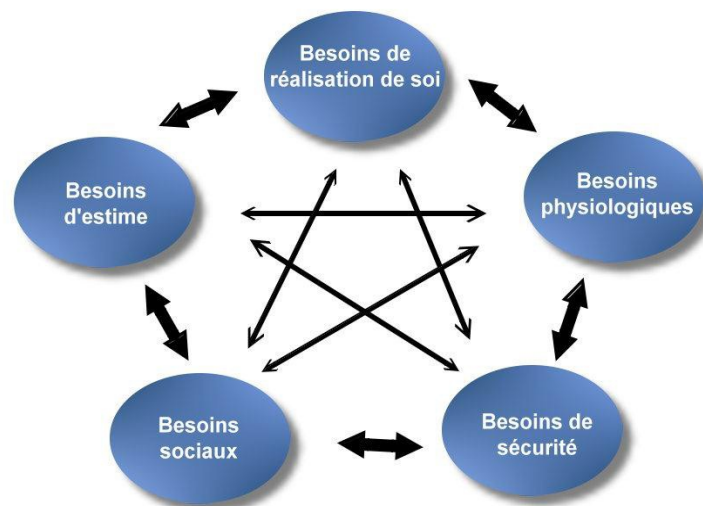 Besoins de
réalisation de soi
Besoins
d'estime
Besoins
physiologiques
Besoins
sociaux
Besoins de
sécurité